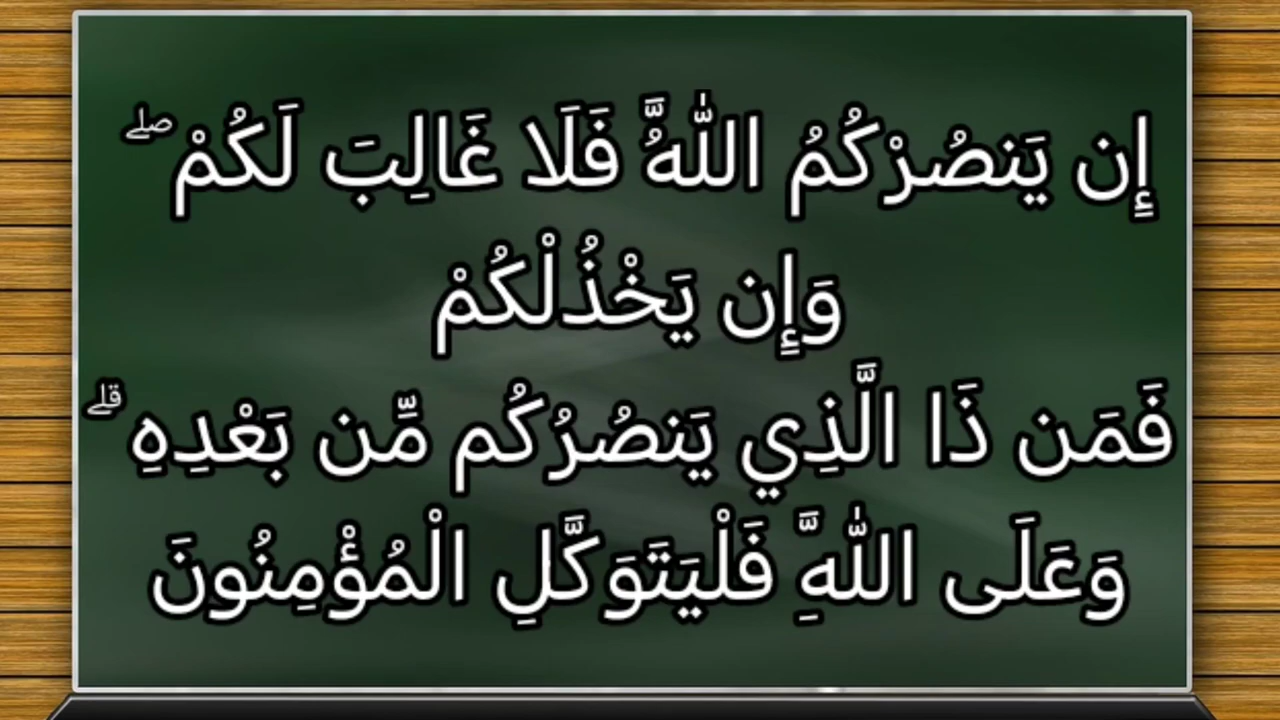 إِن يَنصُرْكُمُ اللَّهُ فَلَا غَالِبَ لَكُمْ ۖ
وَإِن يَخْذُلْكُمْ
فَمَن ذَا الَّذِي يَنصُرُكُم مِّن بَعْدِهِ ۗ
وَعَلَى اللَّهِ فَلْيَتَوَكَّلِ الْمُؤْمِنُونَ